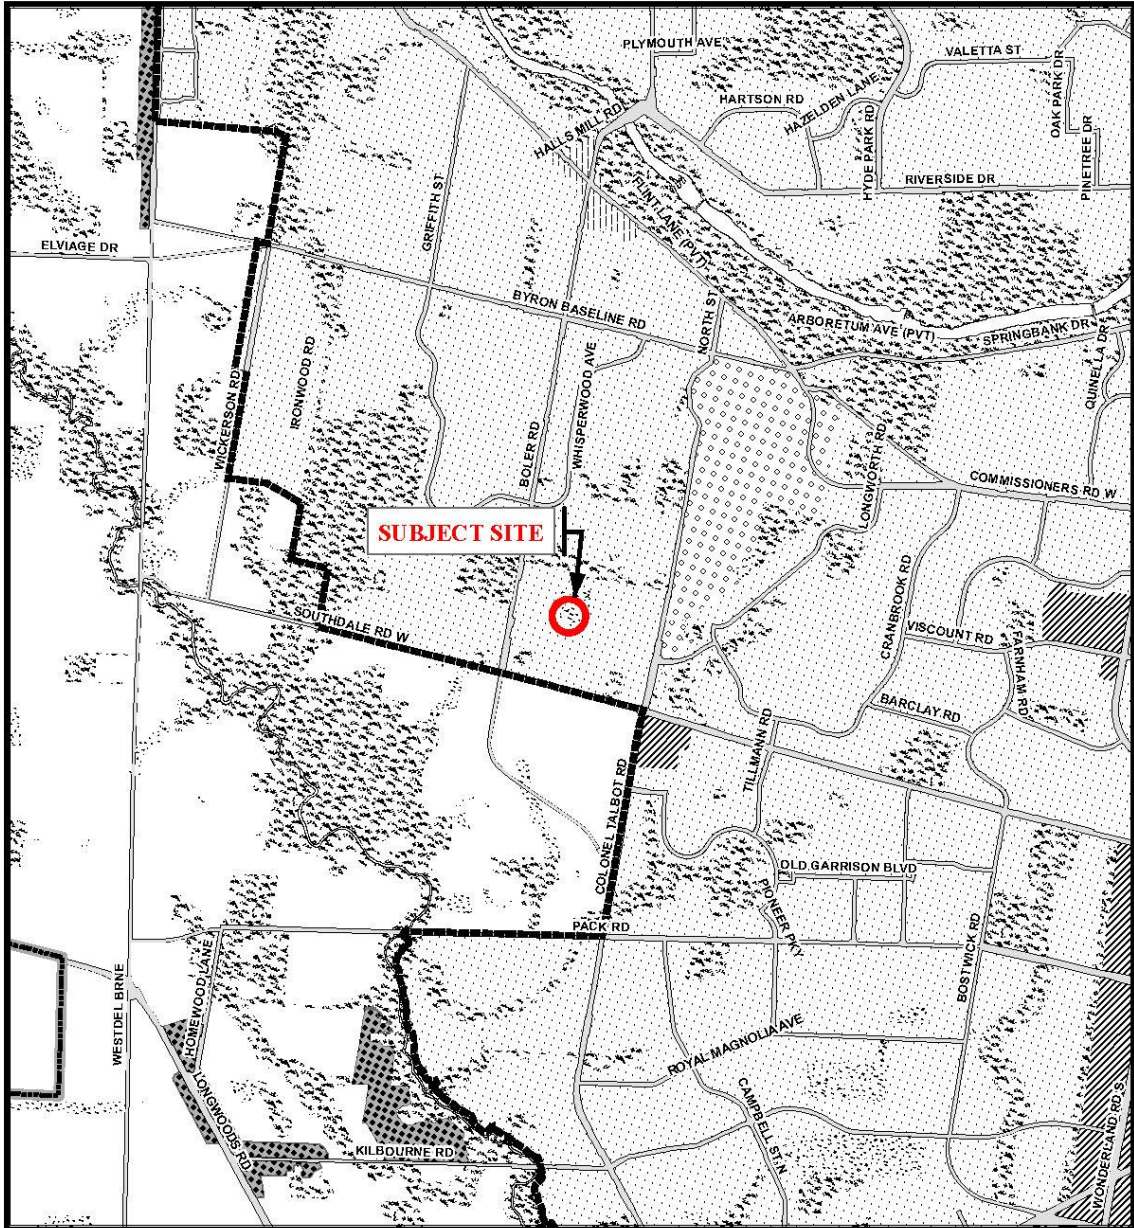 PLYMOUTH AVE
VALETTA ST
OAK PARK DR
HARTSON RD
HAZELDEN LANE
HALLS MILL RD
HYDE PARK RD
PINETREE DR
RIVERSIDE DR
FLINT LANE (PVT)
GRIFFITH ST
ELVIAGE DR
BYRON BASELINE RD
NORTH ST
ARBORETUM AVE (PVT)
SPRINGBANK DR
QUINELLA DR
IRONWOOD RD
WICKERSON RD
WHISPERWOOD AVE
BOLER RD
LONGWORTH RD
COMMISSIONERS RD W
SUBJECT SITE
CRANBROOK RD
SOUTHDALE RD W
VISCOUNT RD
FARNHAM RD
BARCLAY RD
TILLMANN RD
COLONEL TALBOT RD
OLD GARRISON BLVD
PIONEER PKY
PACK RD
BOSTWICK RD
HOMEWOOD LANE
WESTDEL BRNE
ROYAL MAGNOLIA AVE
LONGWOODS RD
CAMPBELL ST N
KILBOURNE RD
WONDERLAND RD S